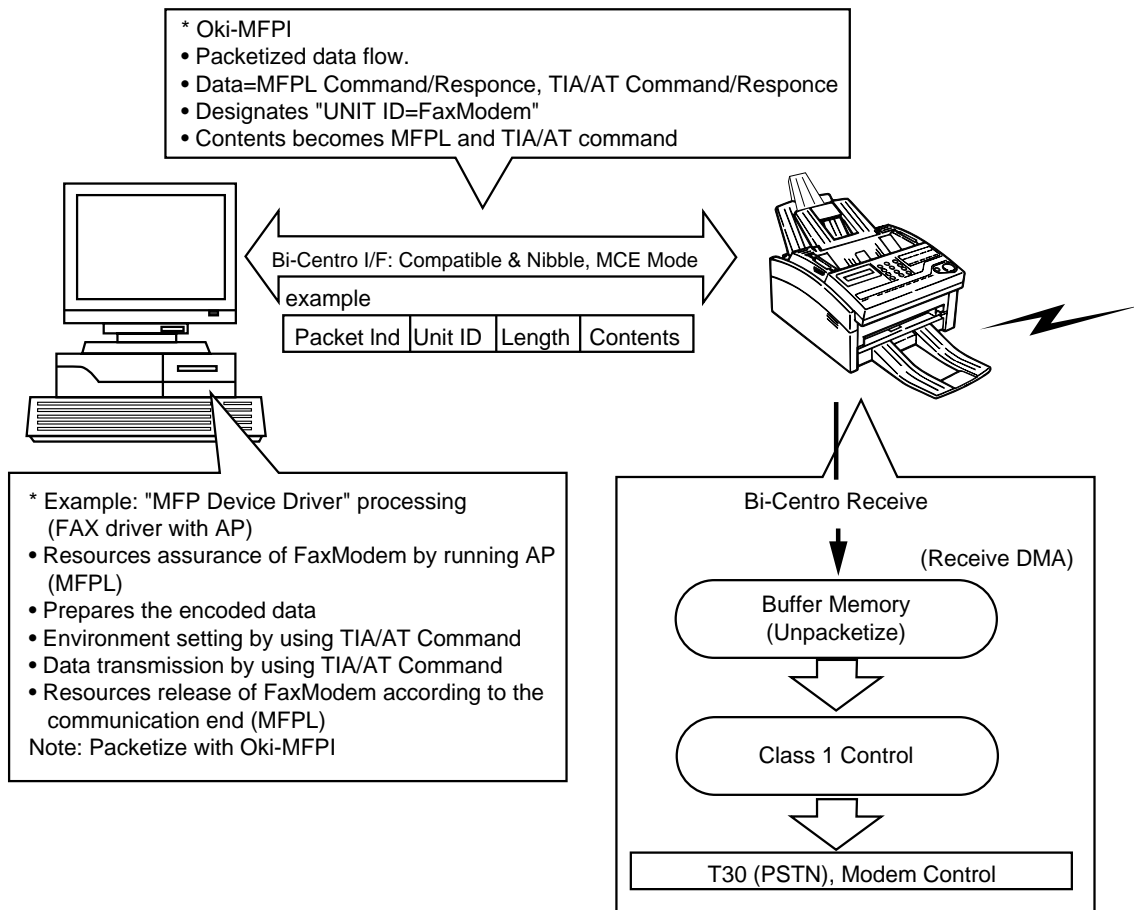 * Oki-MFPI
• Packetized data flow.
• Data=MFPL Command/Responce, TIA/AT Command/Responce
• Designates "UNIT ID=FaxModem"
• Contents becomes MFPL and TIA/AT command
Bi-Centro I/F: Compatible & Nibble, MCE Mode
example
Packet Ind Unit ID Length Contents
* Example: "MFP Device Driver" processing
(FAX driver with AP)
• Resources assurance of FaxModem by running AP
(MFPL)
• Prepares the encoded data
• Environment setting by using TIA/AT Command
• Data transmission by using TIA/AT Command
• Resources release of FaxModem according to the
communication end (MFPL)
Note: Packetize with Oki-MFPI
Bi-Centro Receive
(Receive DMA)
Buffer Memory
(Unpacketize)
Class 1 Control
T30 (PSTN), Modem Control